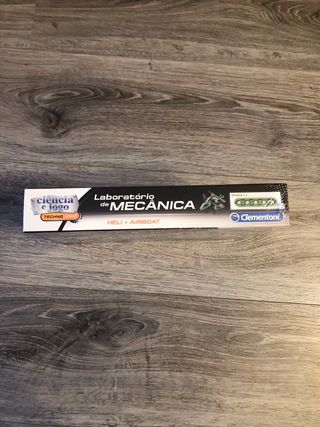 ciência
e jogo
TECHNO
Laboratório
de MECÂNICA
HELI + AIRBOAT
Clementoni